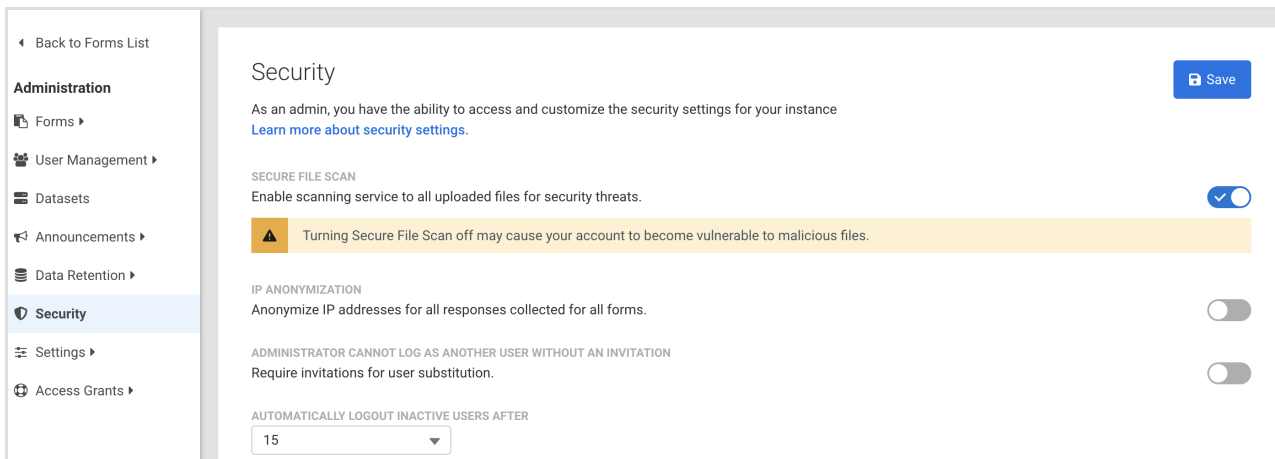 Back to Forms List
Administration
Forms
User Management
Datasets
Announcements
Data Retention
Security
Settings
Access Grants
Security
Save
As an admin, you have the ability to access and customize the security settings for your instance
Learn more about security settings.
SECURE FILE SCAN
Enable scanning service to all uploaded files for security threats.
Turning Secure File Scan off may cause your account to become vulnerable to malicious files.
IP ANONYMIZATION
Anonymize IP addresses for all responses collected for all forms.
ADMINISTRATOR CANNOT LOG AS ANOTHER USER WITHOUT AN INVITATION
Require invitations for user substitution.
AUTOMATICALLY LOGOUT INACTIVE USERS AFTER
15